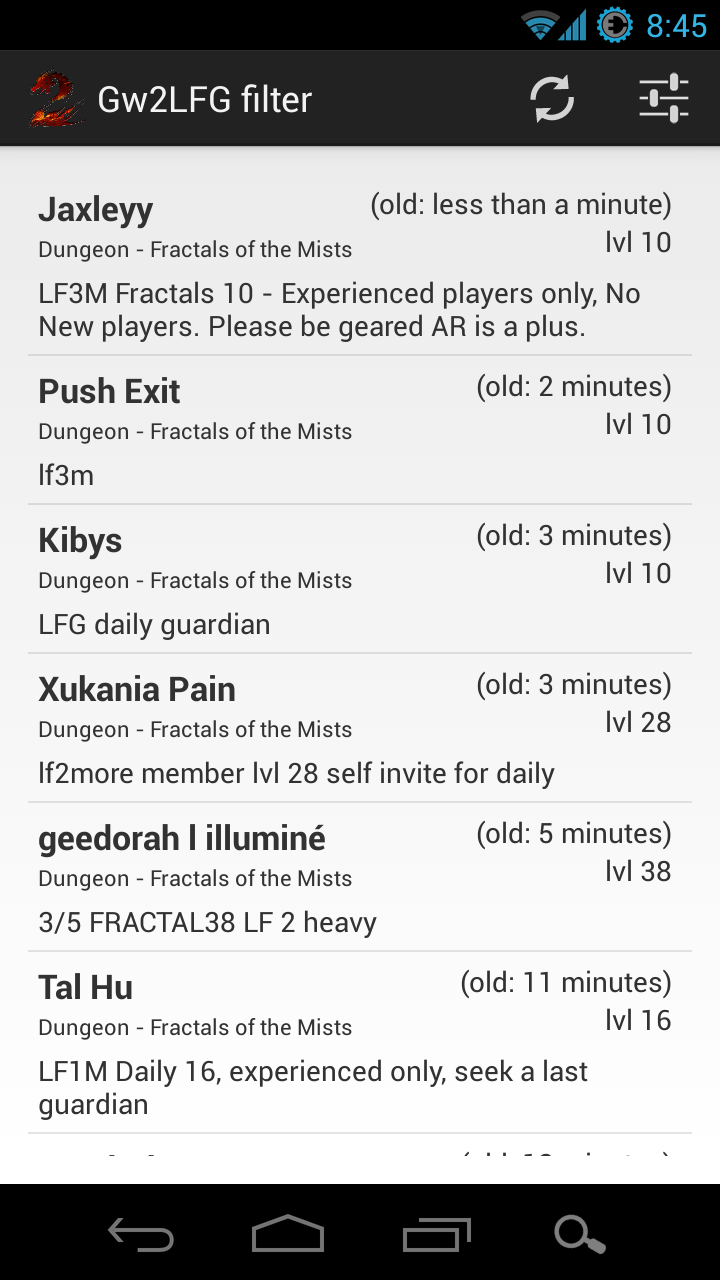 8:45
Gw2LFG filter
Jaxleyy
(old: less than a minute)
Dungeon - Fractals of the Mists
lvl 10
LF3M Fractals 10 - Experienced players only, No
New players. Please be geared AR is a plus.
Push Exit
(old: 2 minutes)
Dungeon - Fractals of the Mists
lvl 10
lf3m
Kibys
(old: 3 minutes)
Dungeon - Fractals of the Mists
lvl 10
LFG daily guardian
Xukania Pain
(old: 3 minutes)
Dungeon - Fractals of the Mists
lvl 28
lf2more member lvl 28 self invite for daily
geedorah l illuminé
(old: 5 minutes)
Dungeon - Fractals of the Mists
lvl 38
3/5 FRACTAL38 LF 2 heavy
Tal Hu
(old: 11 minutes)
Dungeon - Fractals of the Mists
lvl 16
LF1M Daily 16, experienced only, seek a last
guardian